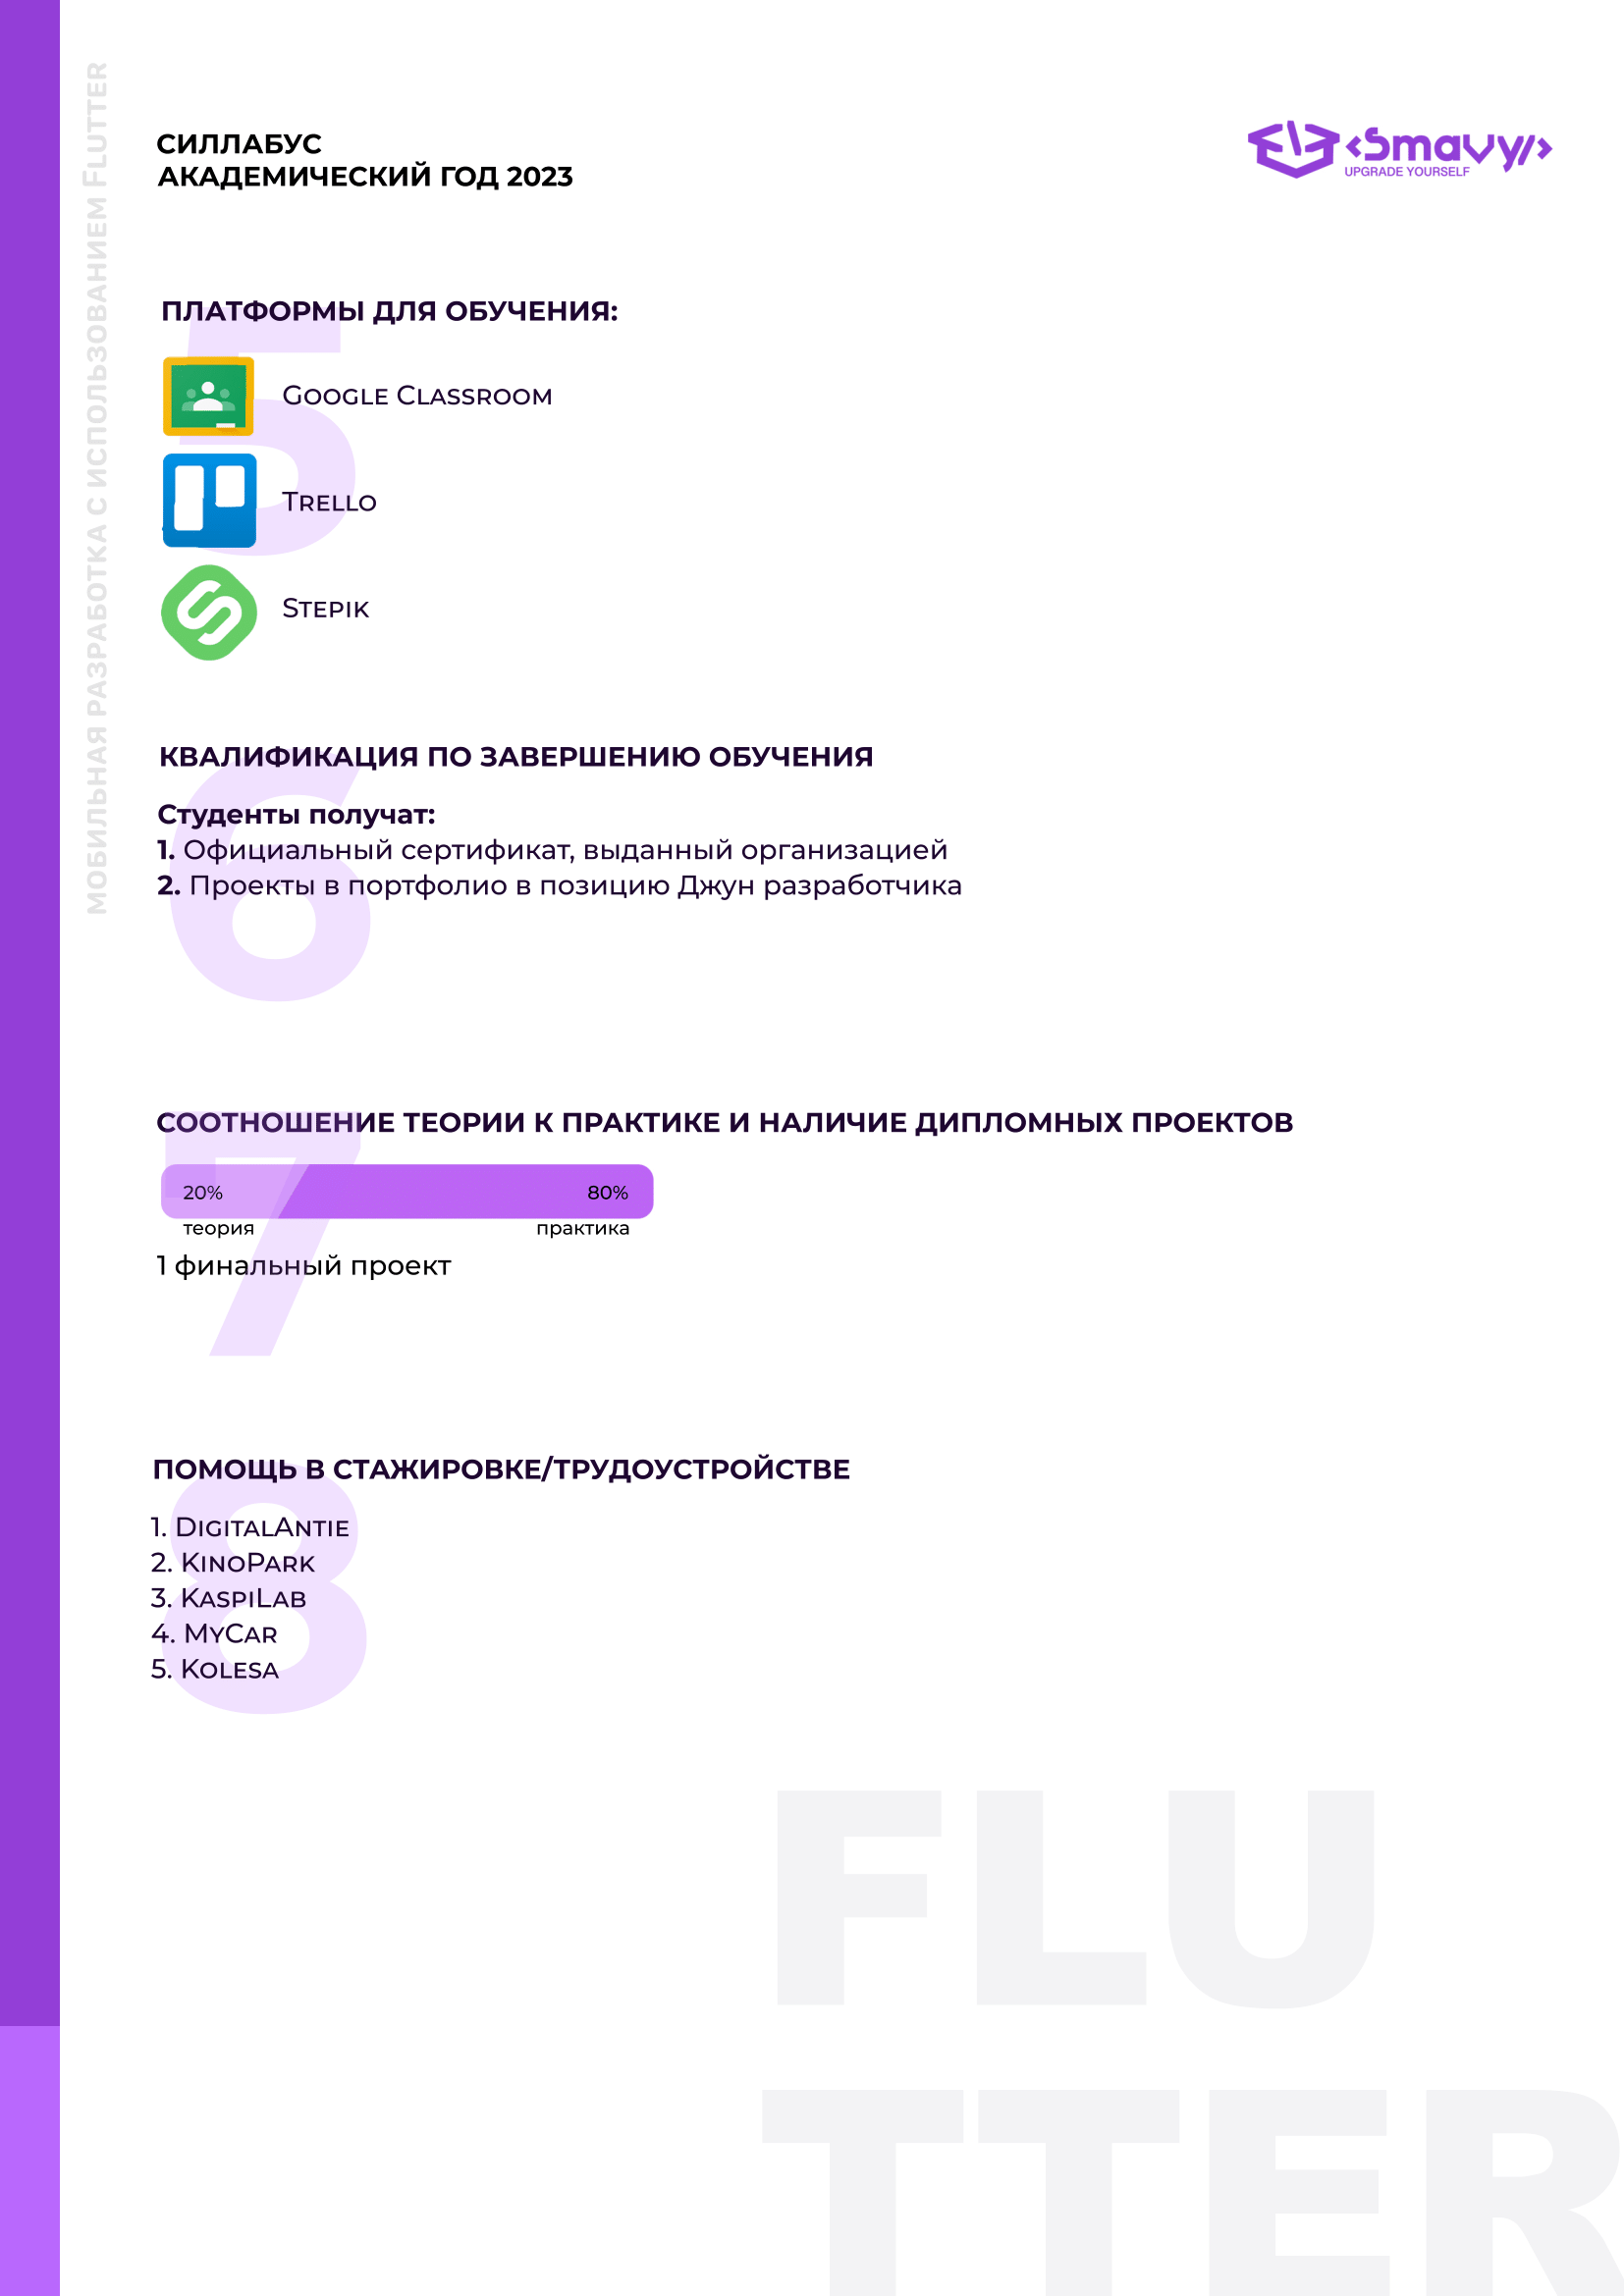 МОБИЛЬНАЯ РАЗРАБОТКА С ИСПОЛЬЗОВАНИЕМ FLUTTER
СИЛЛАБУС
АКАДЕМИЧЕСКИЙ ГОД 2023
<Smavy/>
UPGRADE YOURSELF
5
ПЛАТФОРМЫ ДЛЯ ОБУЧЕНИЯ:
Google Classroom
Trello
Stepik
6
КВАЛИФИКАЦИЯ ПО ЗАВЕРШЕНИЮ ОБУЧЕНИЯ
Студенты получат:
1. Официальный сертификат, выданный организацией
2. Проекты в портфолио в позицию Джун разработчика
7
СООТНОШЕНИЕ ТЕОРИИ К ПРАКТИКЕ И НАЛИЧИЕ ДИПЛОМНЫХ ПРОЕКТОВ
20% 80%
теория практика
1 финальный проект
8
ПОМОЩЬ В СТАЖИРОВКЕ/ТРУДОУСТРОЙСТВЕ
1. DigitalAntie
2. KinoPark
3. KaspiLab
4. MyCar
5. Kolesa
FLU
TTER